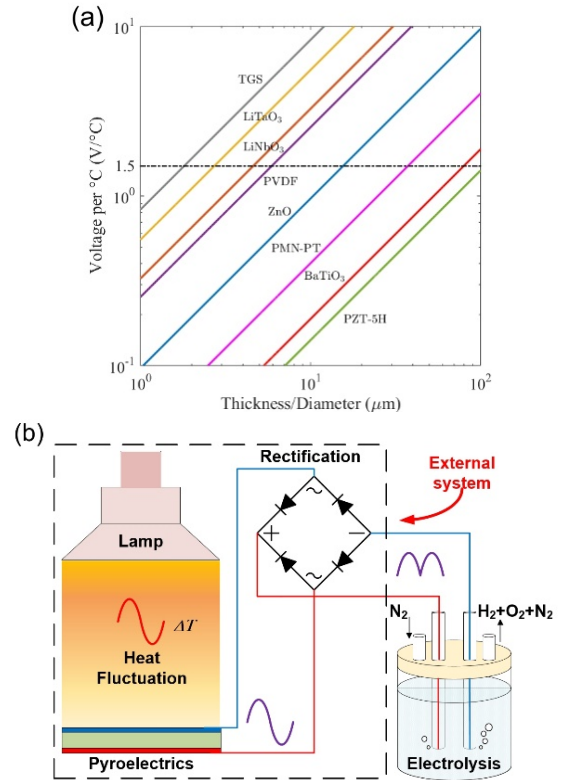 (a)
10¹
Voltage per °C (V/°C)
TGS
LiTaO₃
LiNbO₃
1.5
PVDF
10⁰
ZnO
PMN-PT
BaTiO₃
PZT-5H
10⁻¹
10⁰
10¹
10²
Thickness/Diameter (μm)
(b)
Rectification
External
system
Lamp
~
+
−
~
ΔT
Heat
Fluctuation
N₂
H₂+O₂+N₂
Pyroelectrics
Electrolysis